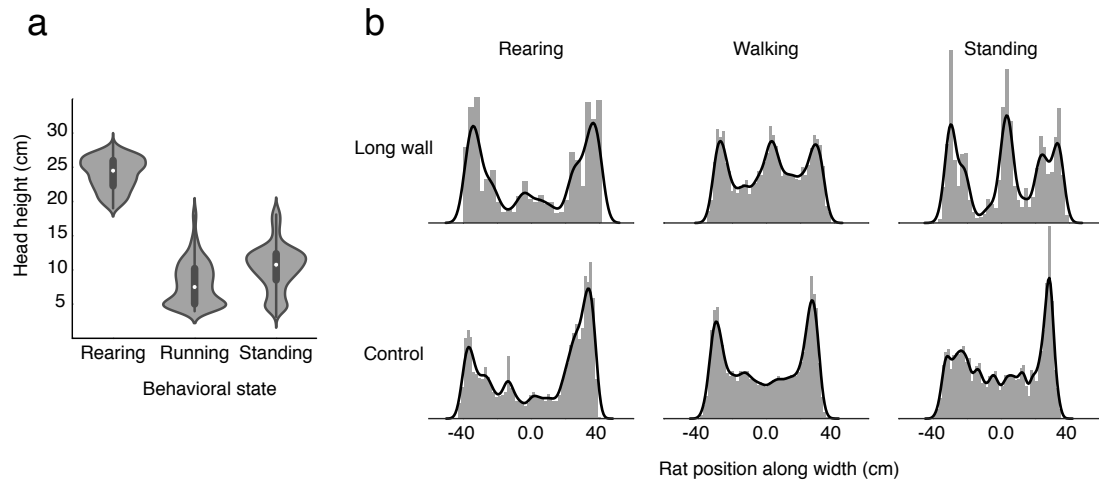 a
Head height (cm)
30
25
20
15
10
5
Rearing Running Standing
Behavioral state
b
Rearing Walking Standing
Long wall
Control
-40 0.0 40 -40 0.0 40 -40 0.0 40
Rat position along width (cm)